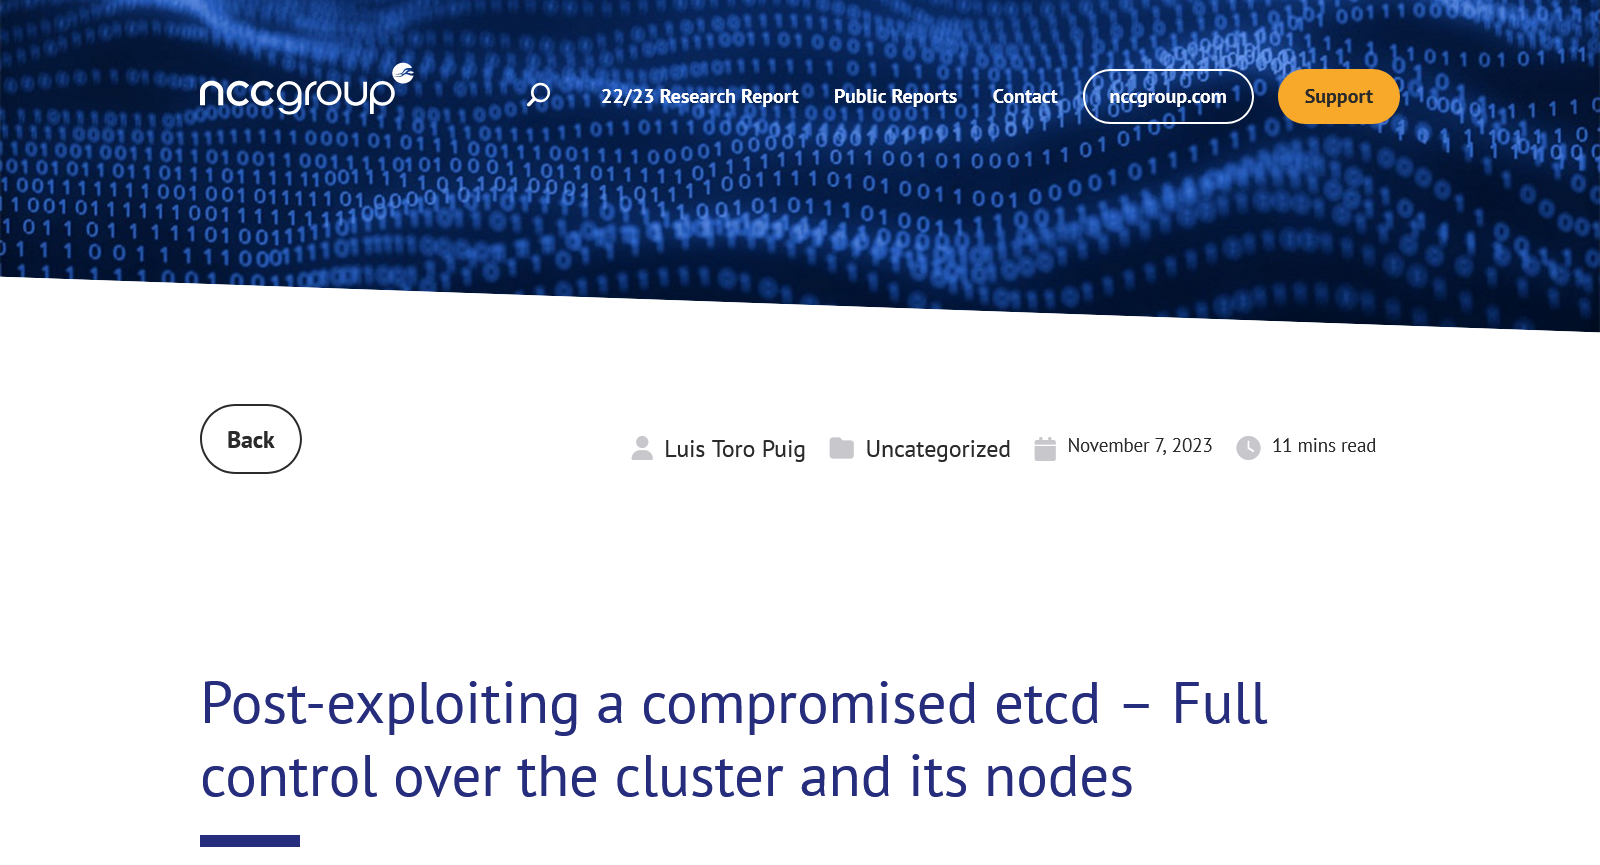 nccgroup
22/23 Research Report Public Reports Contact nccgroup.com Support
Back
Luis Toro Puig Uncategorized November 7, 2023 11 mins read
Post-exploiting a compromised etcd – Full
control over the cluster and its nodes